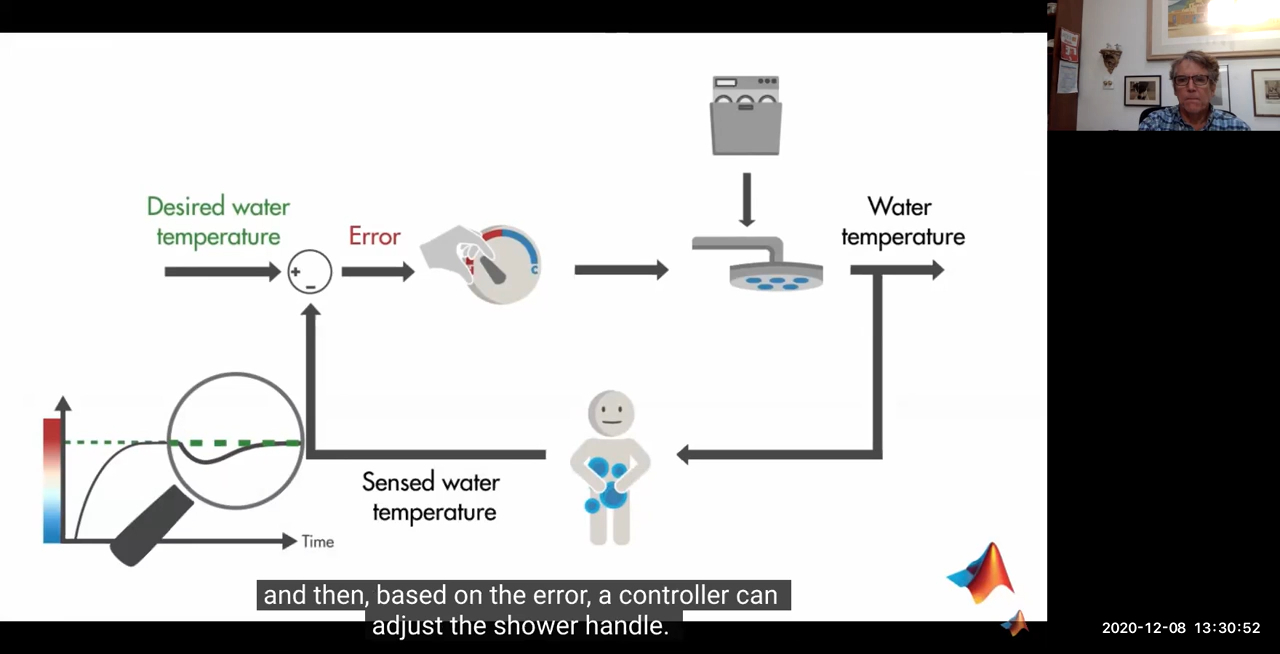 Desired water
temperature
Error
Water
temperature
+
-
C
Sensed water
temperature
Time
and then, based on the error, a controller can
adjust the shower handle.
2020-12-08 13:30:52